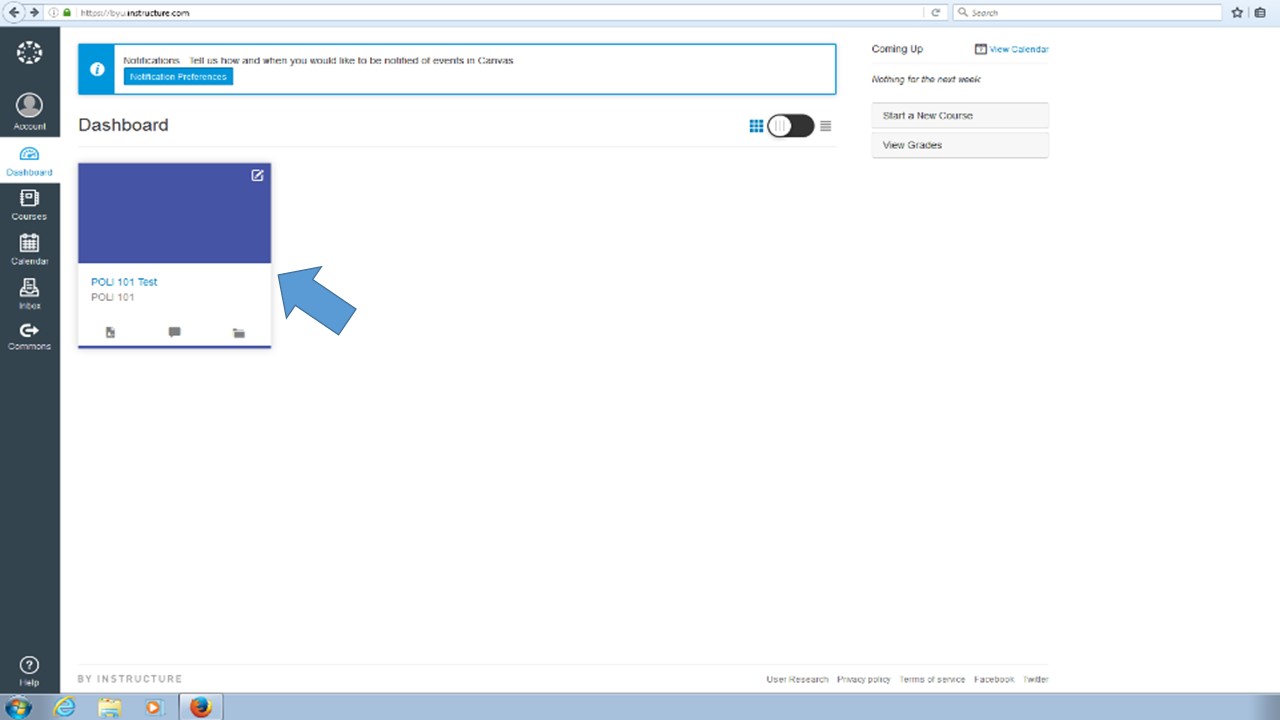 https://byu.instructure.com
Search
Account
Dashboard
Courses
Calendar
Inbox
Commons
Help
Notifications Tell us how and when you would like to be notified of events in Canvas
Notification Preferences
Dashboard
POLI 101 Test
POLI 101
Coming Up
View Calendar
Nothing for the next week
Start a New Course
View Grades
BY INSTRUCTURE
User Research Privacy policy Terms of service Facebook Twitter